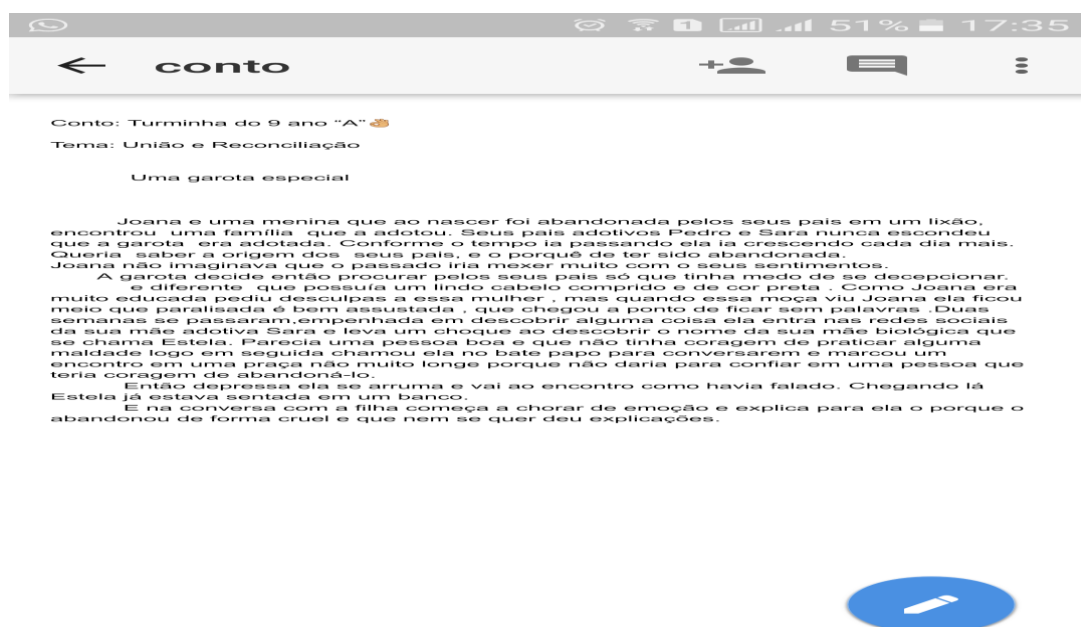 51% 17:35
conto
Conto: Turminha do 9 ano "A"👌🏼
Tema: União e Reconciliação
Uma garota especial
Joana e uma menina que ao nascer foi abandonada pelos seus pais em um lixão,
encontrou uma família que a adotou. Seus pais adotivos Pedro e Sara nunca escondeu
que a garota era adotada. Conforme o tempo ia passando ela ia crescendo cada dia mais.
Queria saber a origem dos seus pais, e o porquê de ter sido abandonada.
Joana não imaginava que o passado iria mexer muito com o seus sentimentos.
A garota decide então procurar pelos seus pais só que tinha medo de se decepcionar.
e diferente que possuía um lindo cabelo comprido e de cor preta . Como Joana era
muito educada pediu desculpas a essa mulher , mas quando essa moça viu Joana ela ficou
meio que paralisada é bem assustada , que chegou a ponto de ficar sem palavras .Duas
semanas se passaram,empenhada em descobrir alguma coisa ela entra nas redes sociais
da sua mãe adotiva Sara e leva um choque ao descobrir o nome da sua mãe biológica que
se chama Estela. Parecia uma pessoa boa e que não tinha coragem de praticar alguma
maldade logo em seguida chamou ela no bate papo para conversarem e marcou um
encontro em uma praça não muito longe porque não daria para confiar em uma pessoa que
teria coragem de abandoná-lo.
Então depressa ela se arruma e vai ao encontro como havia falado. Chegando lá
Estela já estava sentada em um banco.
E na conversa com a filha começa a chorar de emoção e explica para ela o porque o
abandonou de forma cruel e que nem se quer deu explicações.